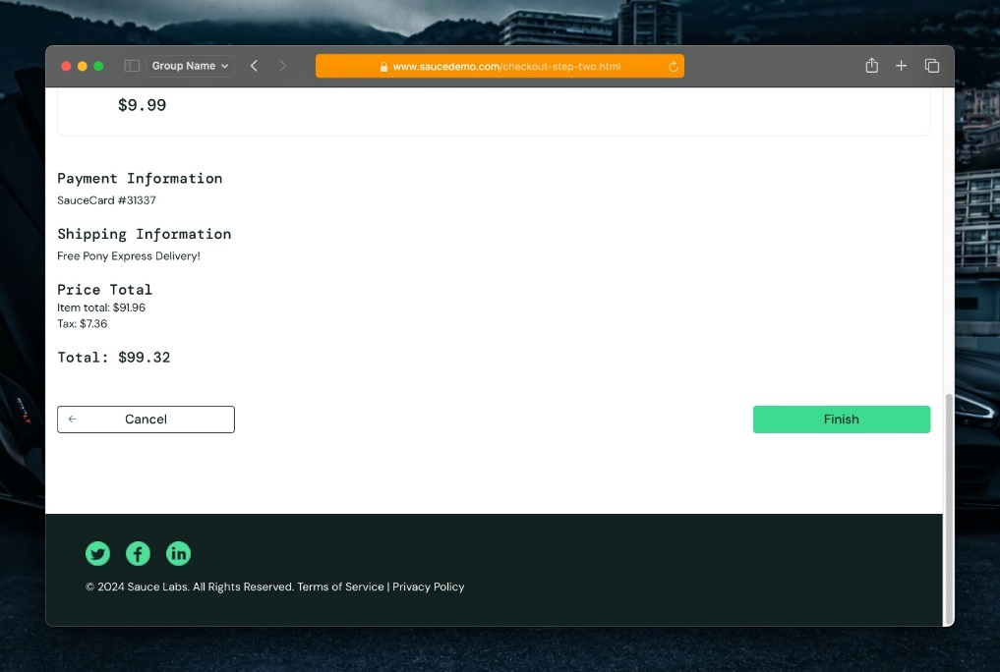 Group Name
www.saucedemo.com/checkout-step-two.html
$9.99
Payment Information
SauceCard #31337
Shipping Information
Free Pony Express Delivery!
Price Total
Item total: $91.96
Tax: $7.36
Total: $99.32
Cancel
Finish
© 2024 Sauce Labs. All Rights Reserved. Terms of Service | Privacy Policy